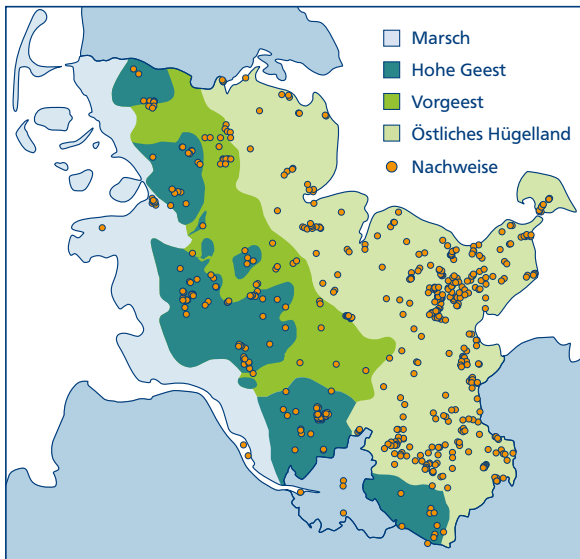 Marsch
Hohe Geest
Vorgeest
Östliches Hügelland
Nachweise